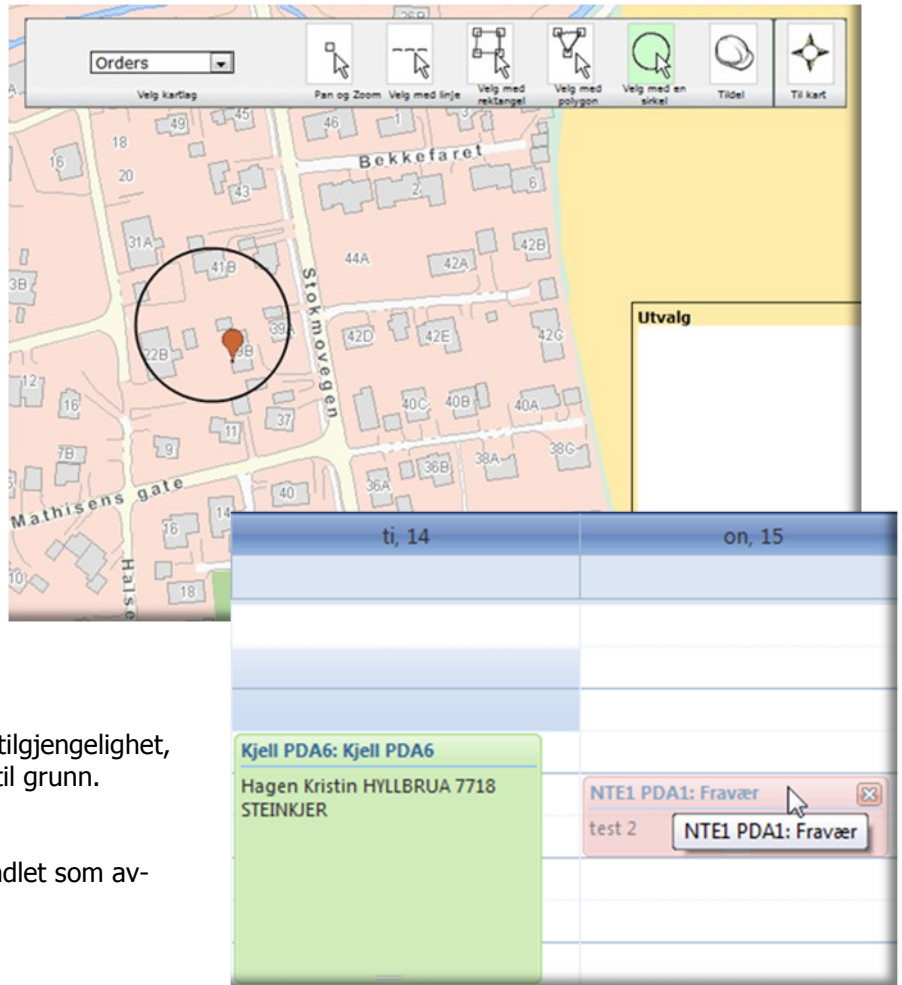 Orders
Velg kartlag
Pan og Zoom
Velg med linje
Velg med
rektangel
Velg med
polygon
Velg med en
sirkel
Tildel
Til kart
49
45
46
1
18
16
20
43
Bekkefaret
2
6
31A
41B
44A
42A
42B
3B
Stokmovegen
39A
22B
42D
42E
42C
12
16
37
40C
40B
40A
11
9
7B
36B
38A
38C
Mathisens gate
40
36A
14
16
10
18
Halse
Utvalg
ti, 14
on, 15
Kjell PDA6: Kjell PDA6
Hagen Kristin HYLLBRUA 7718
STEINKJER
NTE1 PDA1: Fravær
test 2
NTE1 PDA1: Fravær
tilgjengelighet,
til grunn.
dlet som av-